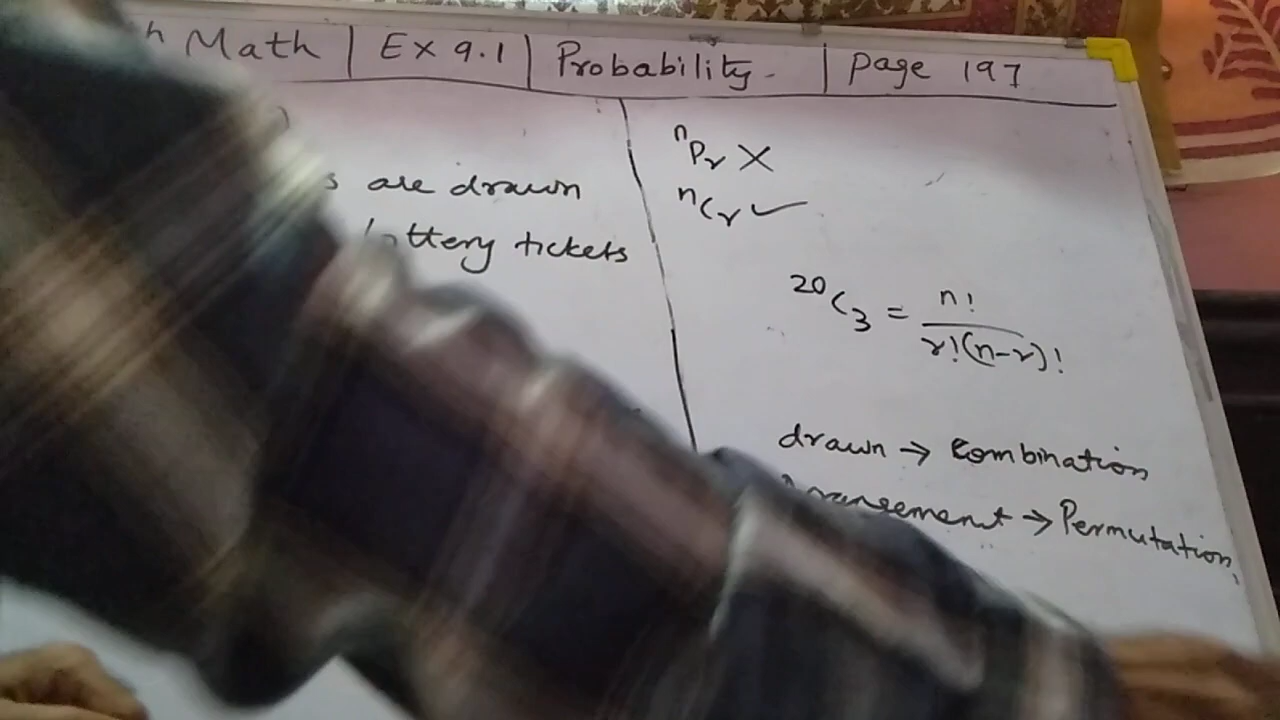 h Math | Ex 9.1 | Probability. | page 197
s are drawn
lottery tickets
nPr X
nCr ✓
20C3 = n! / r!(n-r)!
drawn → Combination
→ Permutation.